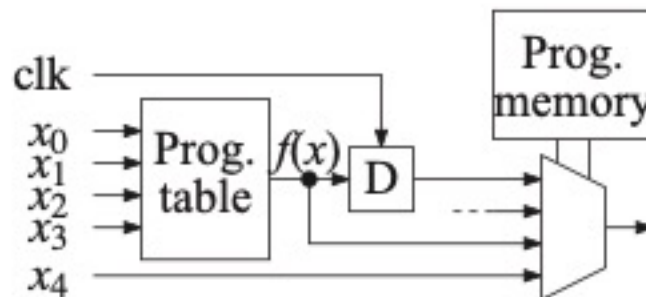 clk
x₀
x₁
x₂
x₃
x₄
Prog.
table
f(x)
D
Prog.
memory